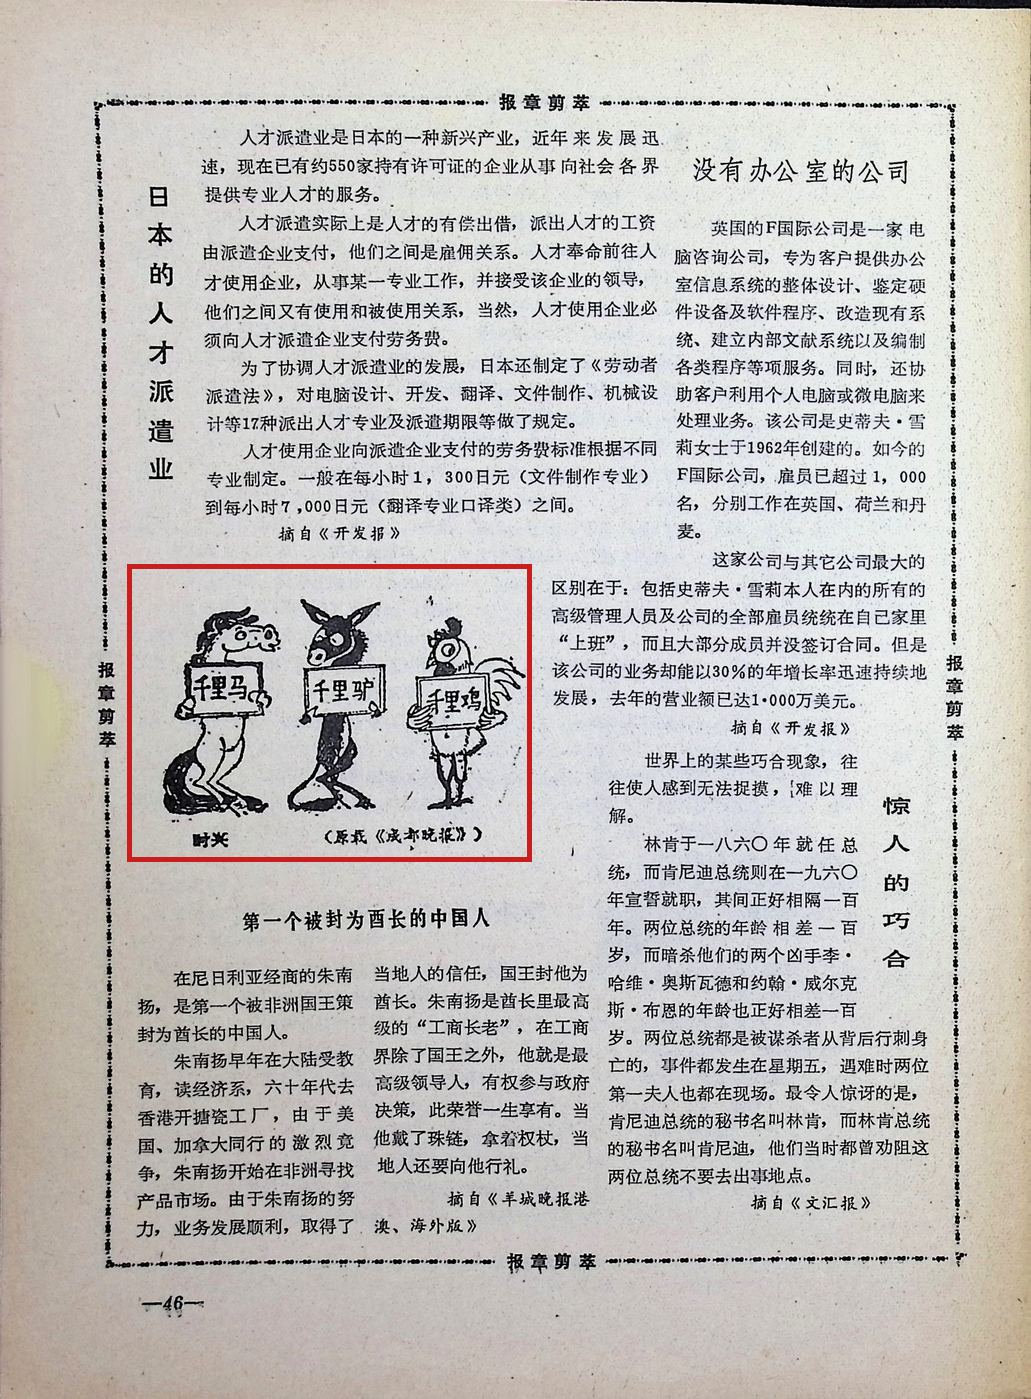 报章剪萃
日本的人才派遣业
人才派遣业是日本的一种新兴产业，近年来发展迅
速，现在已有约550家持有许可证的企业从事向社会各界
提供专业人才的服务。
人才派遣实际上是人才的有偿出借，派出人才的工资
由派遣企业支付，他们之间是雇佣关系。人才奉命前往人
才使用企业，从事某一专业工作，并接受该企业的领导，
他们之间又有使用和被使用关系，当然，人才使用企业必
须向人才派遣企业支付劳务费。
为了协调人才派遣业的发展，日本还制定了《劳动者
派遣法》，对电脑设计、开发、翻译、文件制作、机械设
计等17种派出人才专业及派遣期限等做了规定。
人才使用企业向派遣企业支付的劳务费标准根据不同
专业制定。一般在每小时1，300日元（文件制作专业）
到每小时7,000日元（翻译专业口译类）之间。
摘自《开发报》
没有办公室的公司
英国的F国际公司是一家电
脑咨询公司，专为客户提供办公
室信息系统的整体设计、鉴定硬
件设备及软件程序、改造现有系
统、建立内部文献系统以及编制
各类程序等项服务。同时，还协
助客户利用个人电脑或微电脑来
处理业务。该公司是史蒂夫·雪
莉女士于1962年创建的。如今的
F国际公司，雇员已超过1，000
名，分别工作在英国、荷兰和丹
麦。
这家公司与其它公司最大的
区别在于：包括史蒂夫·雪莉本人在内的所有的
高级管理人员及公司的全部雇员统统在自己家里
“上班”，而且大部分成员并没签订合同。但是
该公司的业务却能以30%的年增长率迅速持续地
发展，去年的营业额已达1·000万美元。
摘自《开发报》
千里马
千里驴
千里鸡
时兴
（原载《成都晚报》）
报章剪萃
报章剪萃
惊人的巧合
世界上的某些巧合现象，往
往使人感到无法捉摸，难以理
解。
林肯于一八六〇年就任总
统，而肯尼迪总统则在一九六〇
年宣誓就职，其间正好相隔一百
年。两位总统的年龄相差一百
岁，而暗杀他们的两个凶手李·
哈维·奥斯瓦德和约翰·威尔克
斯·布恩的年龄也正好相差一百
岁。两位总统都是被谋杀者从背后行刺身
亡的，事件都发生在星期五，遇难时两位
第一夫人也都在现场。最令人惊讶的是，
肯尼迪总统的秘书名叫林肯，而林肯总统
的秘书名叫肯尼迪，他们当时都曾劝阻这
两位总统不要去出事地点。
摘自《文汇报》
第一个被封为酋长的中国人
在尼日利亚经商的朱南
扬，是第一个被非洲国王策
封为酋长的中国人。
朱南扬早年在大陆受教
育，读经济系，六十年代去
香港开搪瓷工厂，由于美
国、加拿大同行的激烈竞
争，朱南扬开始在非洲寻找
产品市场。由于朱南扬的努
力，业务发展顺利，取得了
当地人的信任，国王封他为
酋长。朱南扬是酋长里最高
级的“工商长老”，在工商
界除了国王之外，他就是最
高级领导人，有权参与政府
决策，此荣誉一生享有。当
他戴了珠链，拿着权杖，当
地人还要向他行礼。
摘自《羊城晚报港
澳、海外版》
报章剪萃
—46—